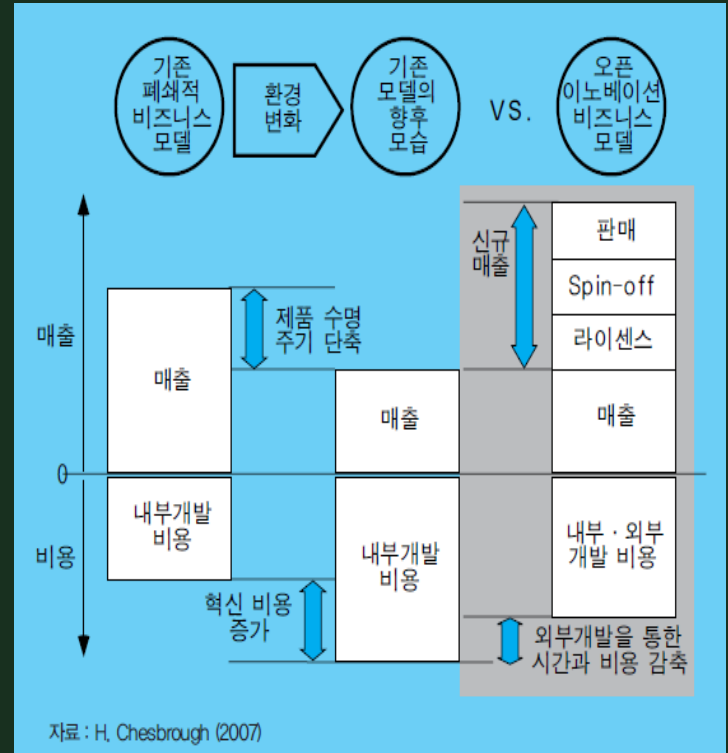 기존
폐쇄적
비즈니스
모델
환경
변화
기존
모델의
향후
모습
VS.
오픈
이노베이션
비즈니스
모델
신규
매출
판매
Spin-off
라이센스
매출
제품 수명
주기 단축
매출
매출
매출
0
비용
내부개발
비용
혁신 비용
증가
내부개발
비용
내부·외부
개발 비용
외부개발을 통한
시간과 비용 감축
자료 : H. Chesbrough (2007)